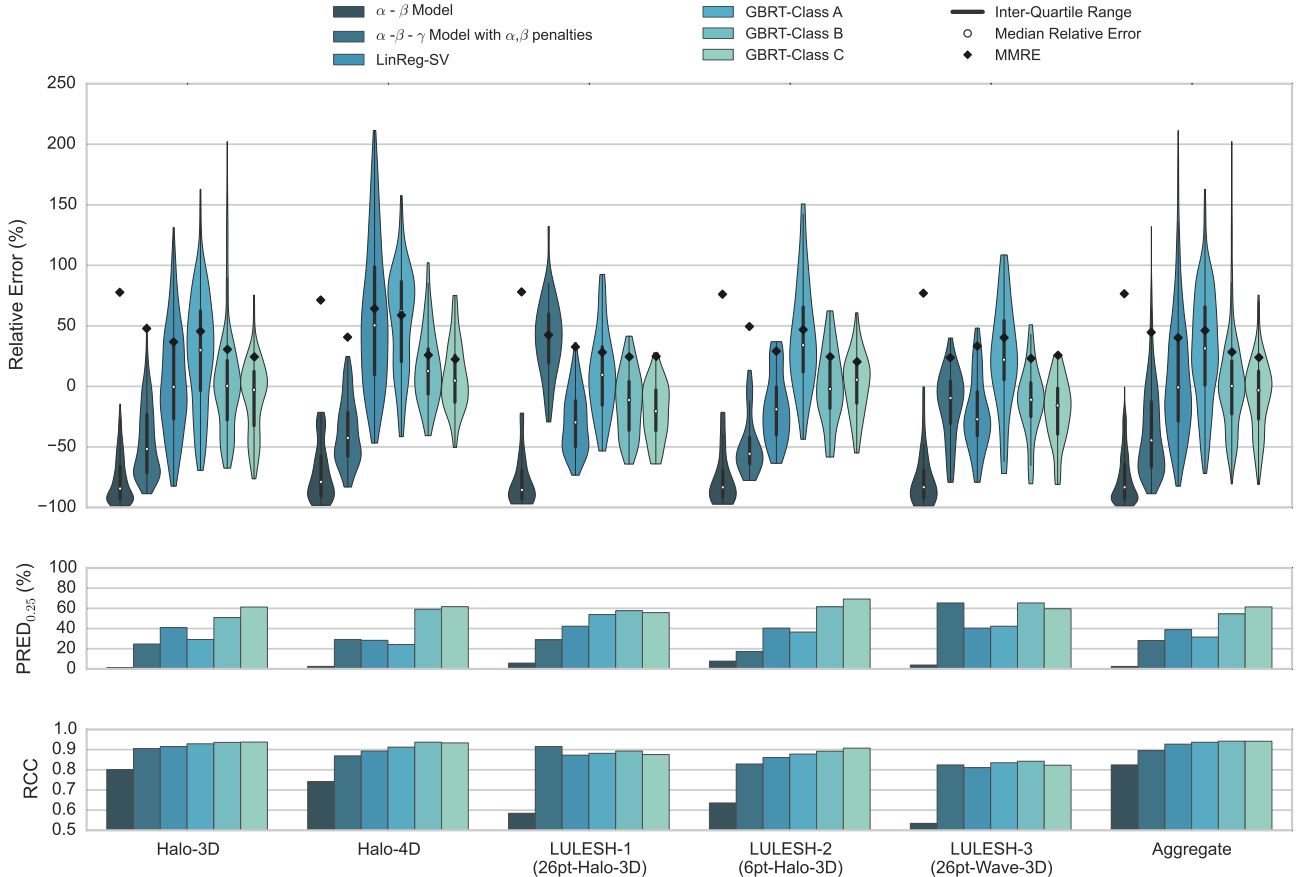 α - β Model
α -β - γ Model with α,β penalties
LinReg-SV
GBRT-Class A
GBRT-Class B
GBRT-Class C
Inter-Quartile Range
Median Relative Error
MMRE
Relative Error (%)
250
200
150
100
50
0
−50
−100
PRED0.25 (%)
100
80
60
40
20
0
RCC
1.0
0.9
0.8
0.7
0.6
0.5
Halo-3D
Halo-4D
LULESH-1
(26pt-Halo-3D)
LULESH-2
(6pt-Halo-3D)
LULESH-3
(26pt-Wave-3D)
Aggregate